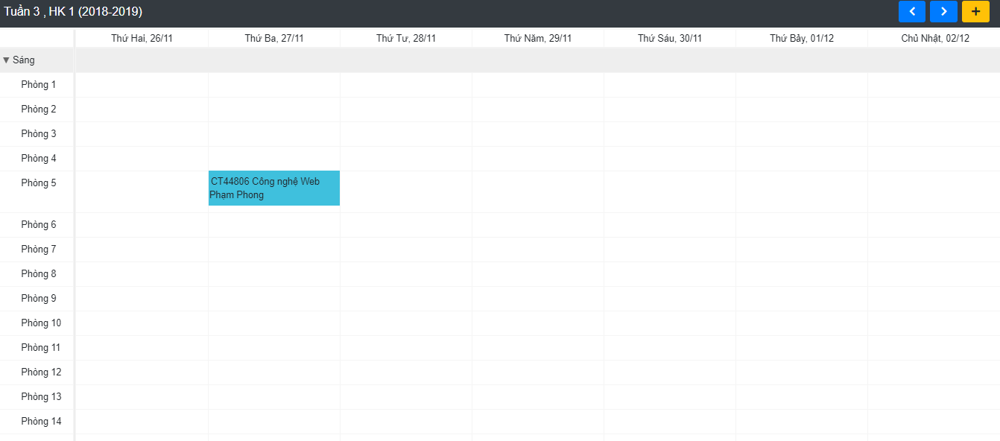 Tuần 3 , HK 1 (2018-2019)
Thứ Hai, 26/11
Thứ Ba, 27/11
Thứ Tư, 28/11
Thứ Năm, 29/11
Thứ Sáu, 30/11
Thứ Bảy, 01/12
Chủ Nhật, 02/12
Sáng
Phòng 1
Phòng 2
Phòng 3
Phòng 4
Phòng 5
CT44806 Công nghệ Web
Phạm Phong
Phòng 6
Phòng 7
Phòng 8
Phòng 9
Phòng 10
Phòng 11
Phòng 12
Phòng 13
Phòng 14